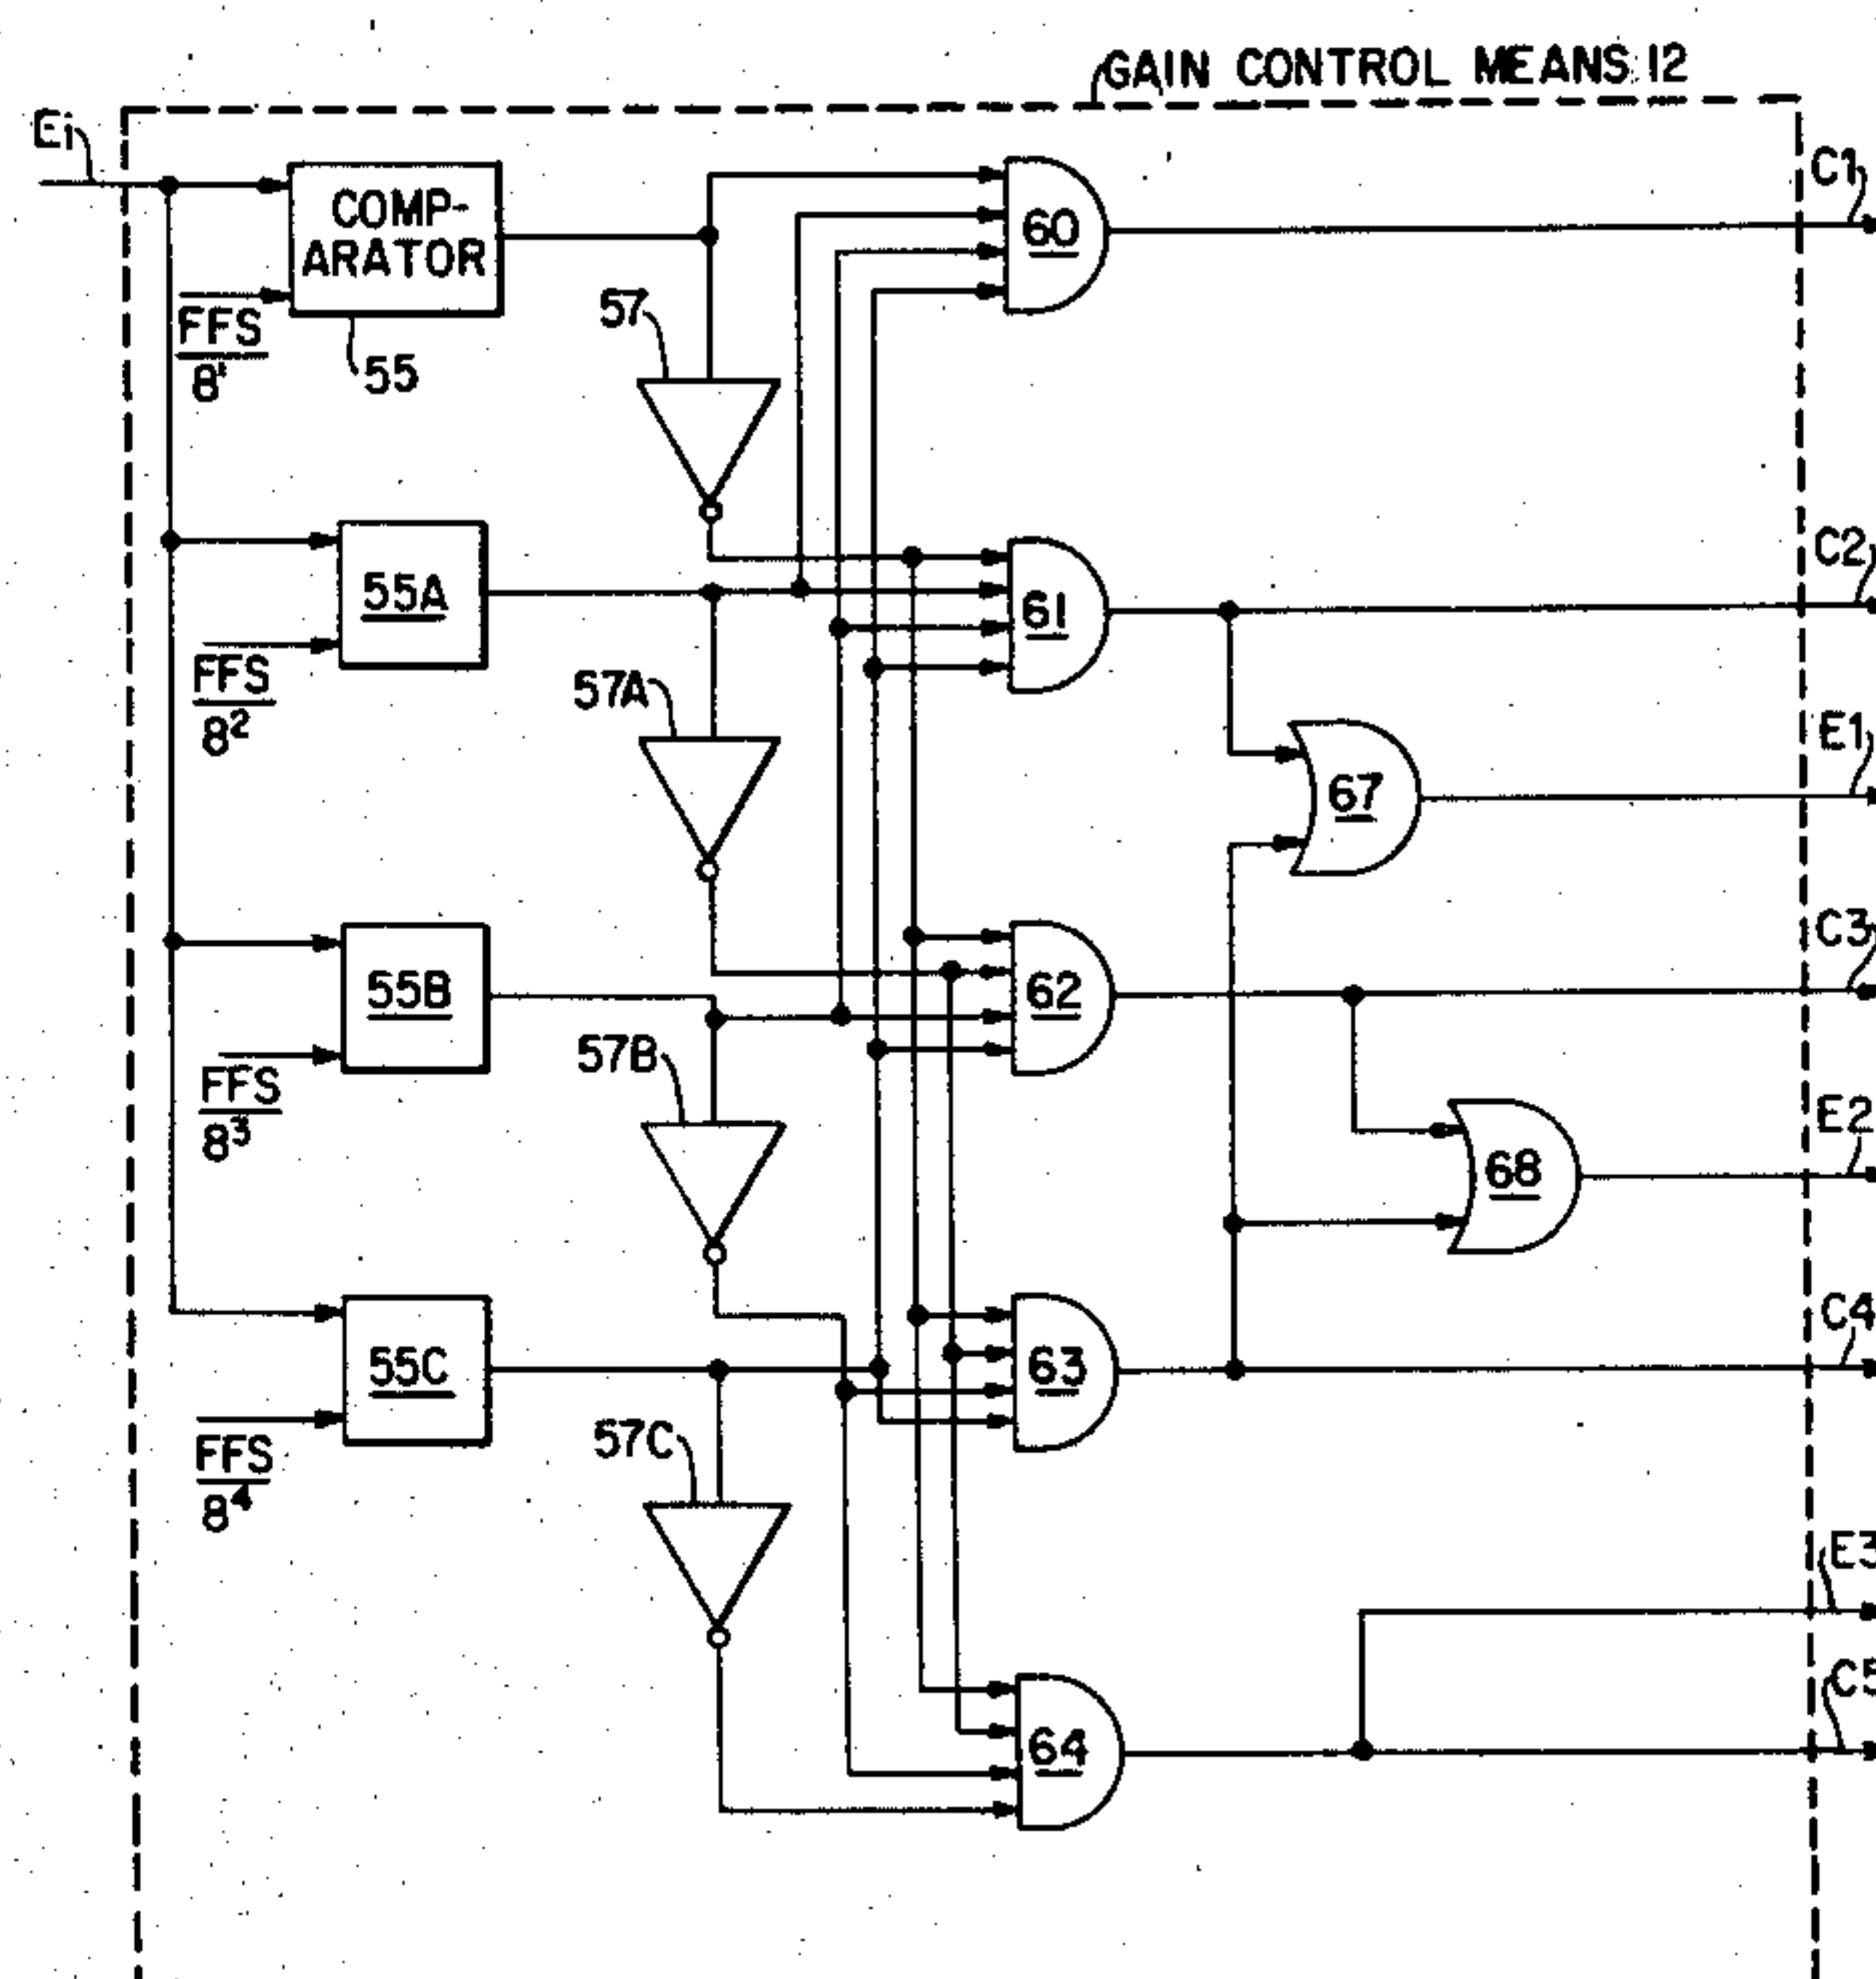 GAIN CONTROL MEANS 12
Ei
C1
COMP-
ARATOR
60
57
FFS
8¹
55
C2
55A
61
FFS
8²
57A
E1
67
C3
55B
62
57B
FFS
8³
E2
68
C4
55C
63
57C
FFS
8⁴
E3
C5
64